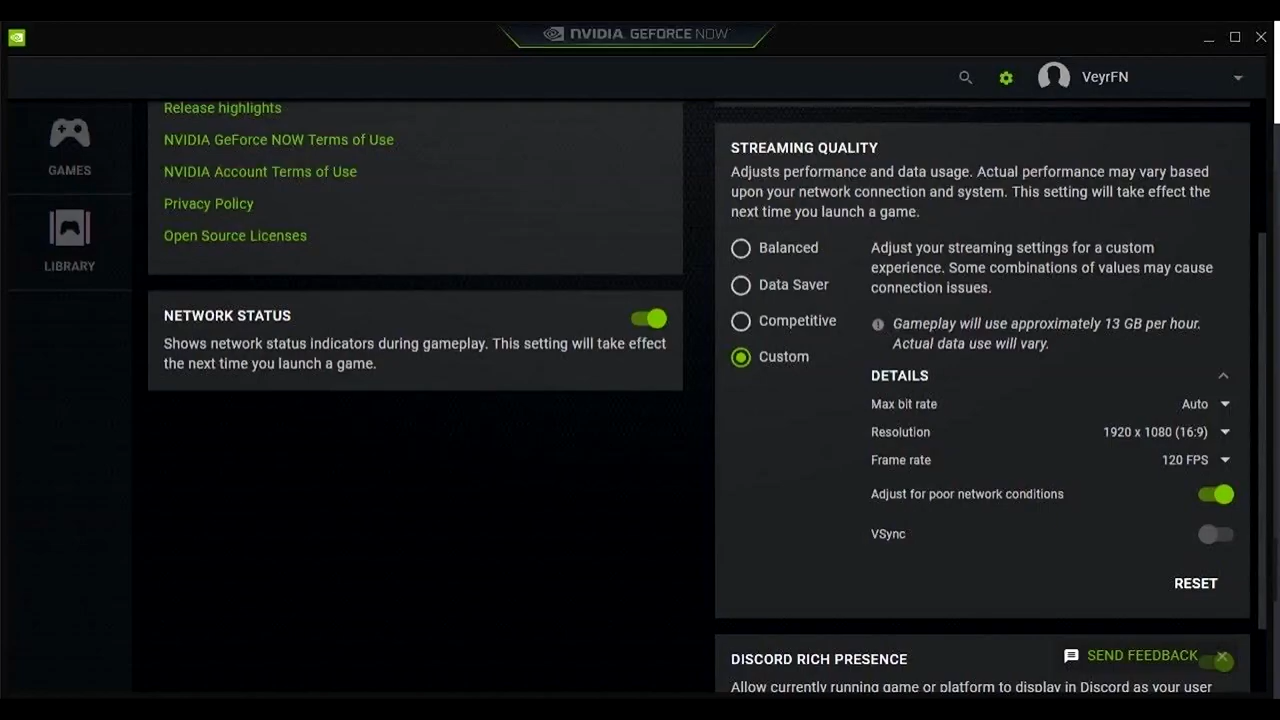 NVIDIA GEFORCE NOW
VeyrFN
GAMES
LIBRARY
Release highlights
NVIDIA GeForce NOW Terms of Use
NVIDIA Account Terms of Use
Privacy Policy
Open Source Licenses
NETWORK STATUS
Shows network status indicators during gameplay. This setting will take effect
the next time you launch a game.
STREAMING QUALITY
Adjusts performance and data usage. Actual performance may vary based
upon your network connection and system. This setting will take effect the
next time you launch a game.
Balanced
Data Saver
Competitive
Custom
Adjust your streaming settings for a custom
experience. Some combinations of values may cause
connection issues.
Gameplay will use approximately 13 GB per hour.
Actual data use will vary.
DETAILS
Max bit rate Auto
Resolution 1920 x 1080 (16:9)
Frame rate 120 FPS
Adjust for poor network conditions
VSync
RESET
DISCORD RICH PRESENCE
SEND FEEDBACK
Allow currently running game or platform to display in Discord as your user